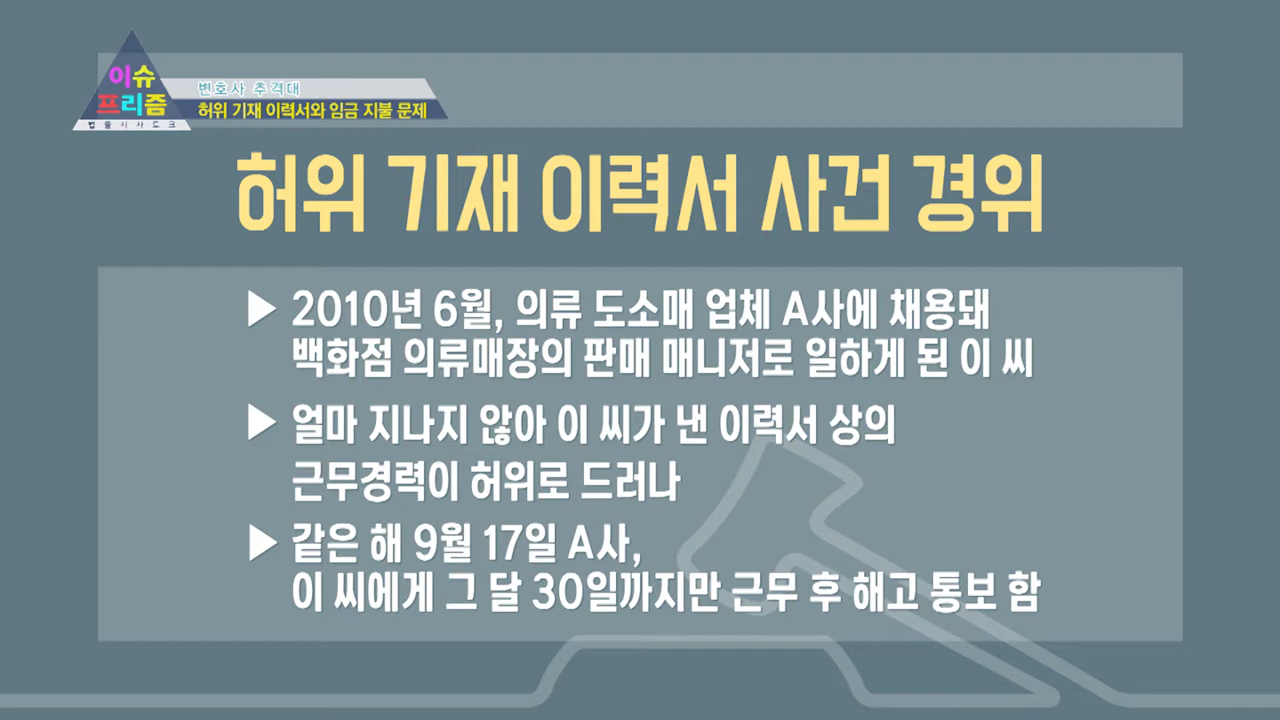 이슈
프리즘
법률시사토크
변호사 추격대
허위 기재 이력서와 임금 지불 문제
허위 기재 이력서 사건 경위
▶ 2010년 6월, 의류 도소매 업체 A사에 채용돼
백화점 의류매장의 판매 매니저로 일하게 된 이 씨
▶ 얼마 지나지 않아 이 씨가 낸 이력서 상의
근무경력이 허위로 드러나
▶ 같은 해 9월 17일 A사,
이 씨에게 그 달 30일까지만 근무 후 해고 통보 함